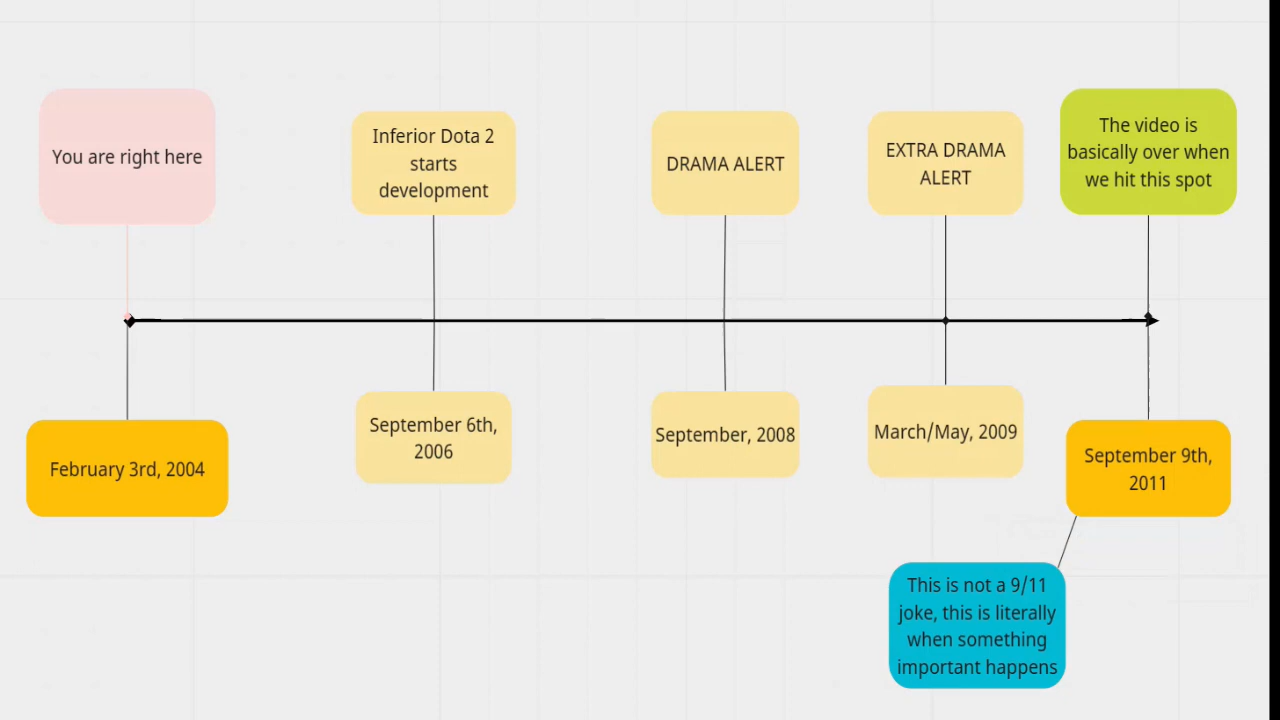 You are right here
Inferior Dota 2
starts
development
DRAMA ALERT
EXTRA DRAMA
ALERT
The video is
basically over when
we hit this spot
February 3rd, 2004
September 6th,
2006
September, 2008
March/May, 2009
September 9th,
2011
This is not a 9/11
joke, this is literally
when something
important happens